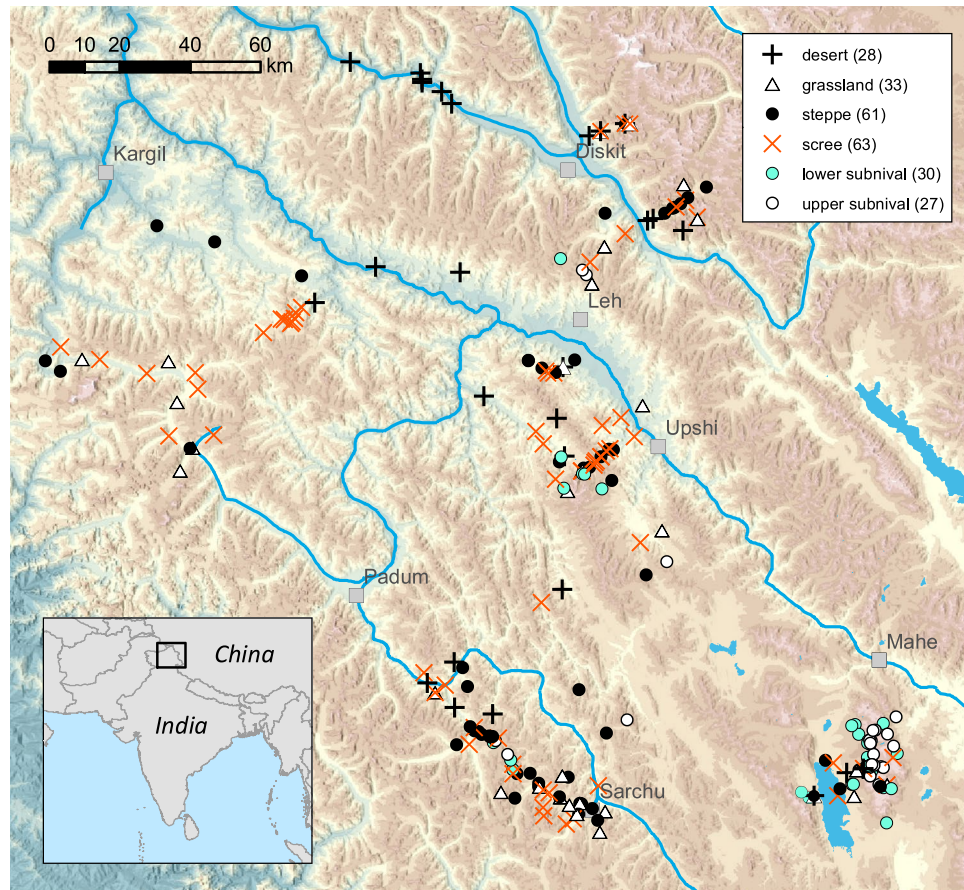 0 20 40 60
km
desert (28)
grassland (33)
steppe (61)
scree (63)
lower subnival (30)
upper subnival (27)
Kargil
Diskit
Leh
Upshi
Padum
Mahe
Sarchu
China
India